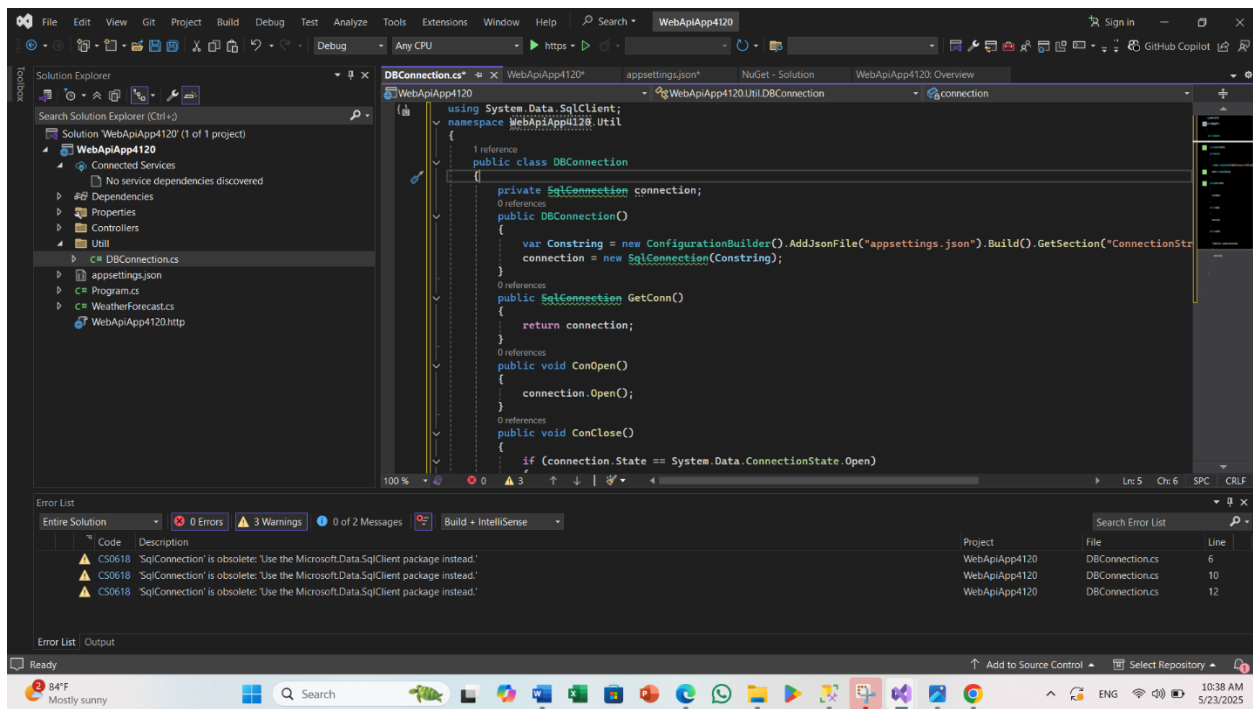 File Edit View Git Project Build Debug Test Analyze Tools Extensions Window Help Search WebApiApp4120 Sign in
Debug Any CPU https GitHub Copilot
Toolbox
Solution Explorer
Search Solution Explorer (Ctrl+;)
Solution 'WebApiApp4120' (1 of 1 project)
WebApiApp4120
Connected Services
No service dependencies discovered
Dependencies
Properties
Controllers
Utill
C# DBConnection.cs
appsettings.json
C# Program.cs
C# WeatherForecast.cs
WebApiApp4120.http
DBConnection.cs* WebApiApp4120* appsettings.json* NuGet - Solution WebApiApp4120: Overview
WebApiApp4120 WebApiApp4120.Util.DBConnection connection
using System.Data.SqlClient;
namespace WebApiApp4120.Util
{
1 reference
public class DBConnection
{
private SqlConnection connection;
0 references
public DBConnection()
{
var Constring = new ConfigurationBuilder().AddJsonFile("appsettings.json").Build().GetSection("ConnectionStr
connection = new SqlConnection(Constring);
}
0 references
public SqlConnection GetConn()
{
return connection;
}
0 references
public void ConOpen()
{
connection.Open();
}
0 references
public void ConClose()
{
if (connection.State == System.Data.ConnectionState.Open)
100 % 0 3 Ln: 5 Ch: 6 SPC CRLF
Error List
Entire Solution 0 Errors 3 Warnings 0 of 2 Messages Build + IntelliSense Search Error List
Code Description Project File Line
CS0618 'SqlConnection' is obsolete: 'Use the Microsoft.Data.SqlClient package instead.' WebApiApp4120 DBConnection.cs 6
CS0618 'SqlConnection' is obsolete: 'Use the Microsoft.Data.SqlClient package instead.' WebApiApp4120 DBConnection.cs 10
CS0618 'SqlConnection' is obsolete: 'Use the Microsoft.Data.SqlClient package instead.' WebApiApp4120 DBConnection.cs 12
Error List Output
Ready Add to Source Control Select Repository
2 84°F
Mostly sunny
Search
ENG
10:38 AM
5/23/2025